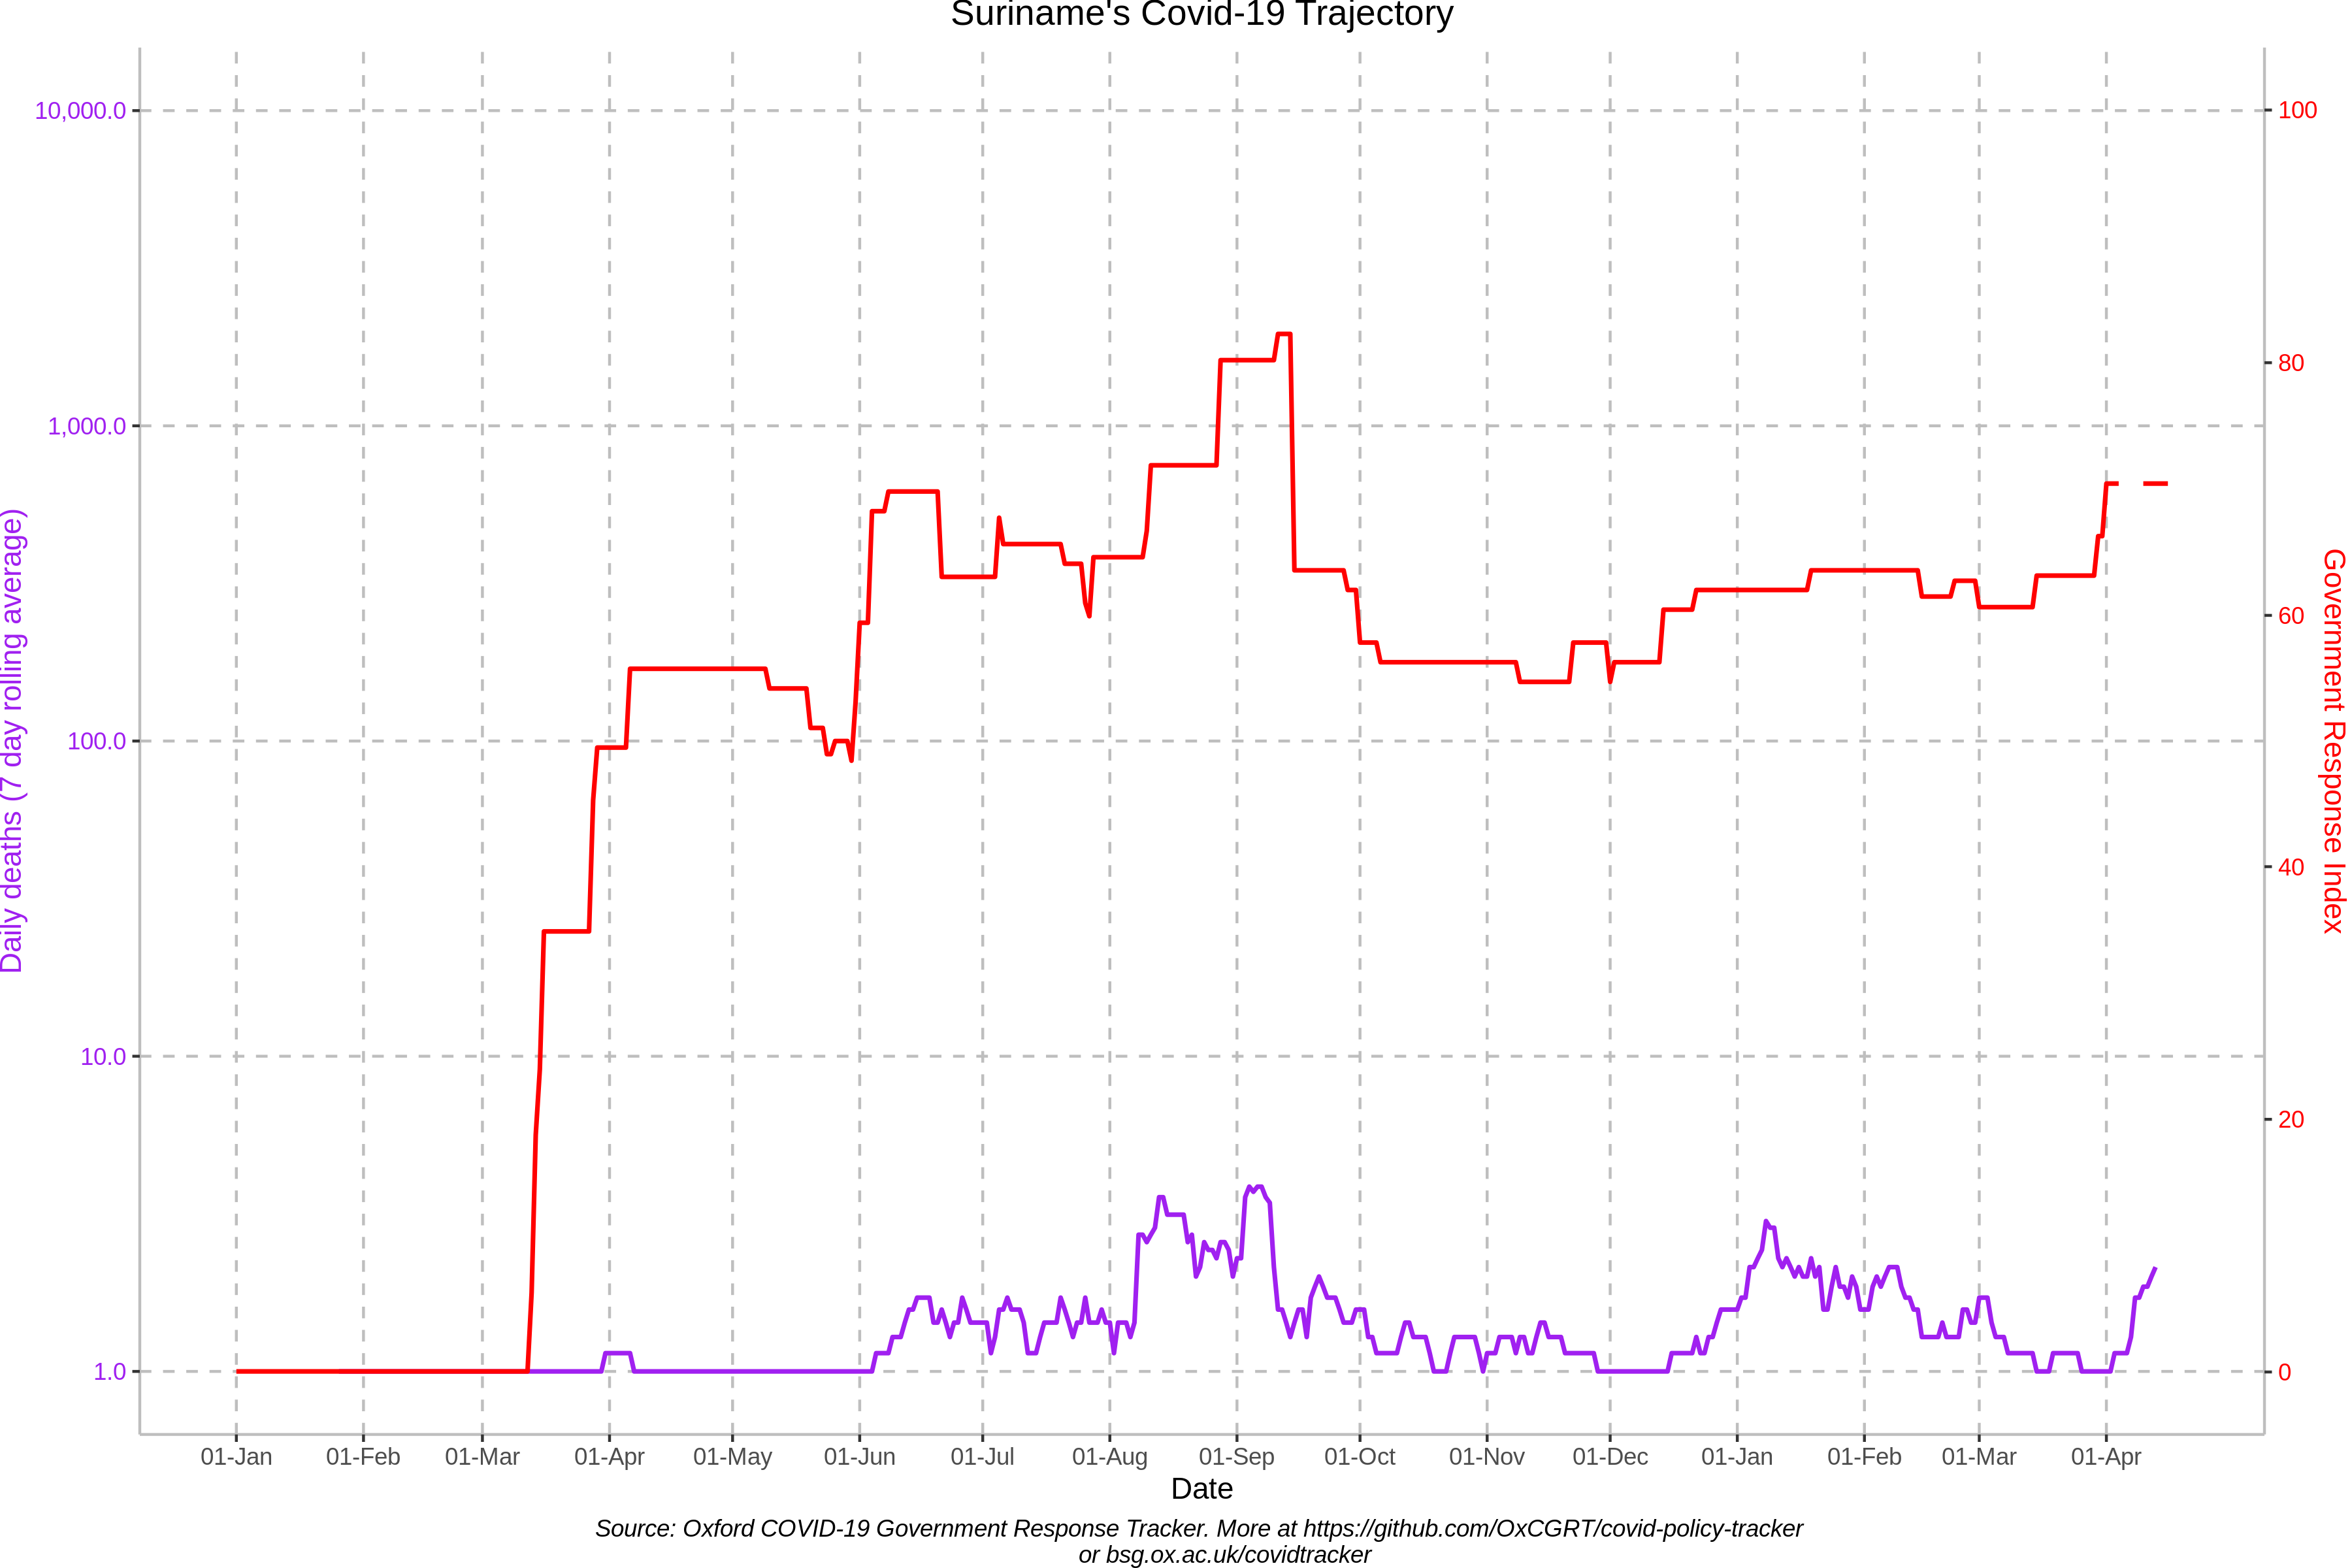 Suriname's Covid-19 Trajectory
10,000.0
1,000.0
100.0
10.0
1.0
Daily deaths (7 day rolling average)
100
80
60
40
20
0
Government Response Index
01-Jan 01-Feb 01-Mar 01-Apr 01-May 01-Jun 01-Jul 01-Aug 01-Sep 01-Oct 01-Nov 01-Dec 01-Jan 01-Feb 01-Mar 01-Apr
Date
Source: Oxford COVID-19 Government Response Tracker. More at https://github.com/OxCGRT/covid-policy-tracker
or bsg.ox.ac.uk/covidtracker